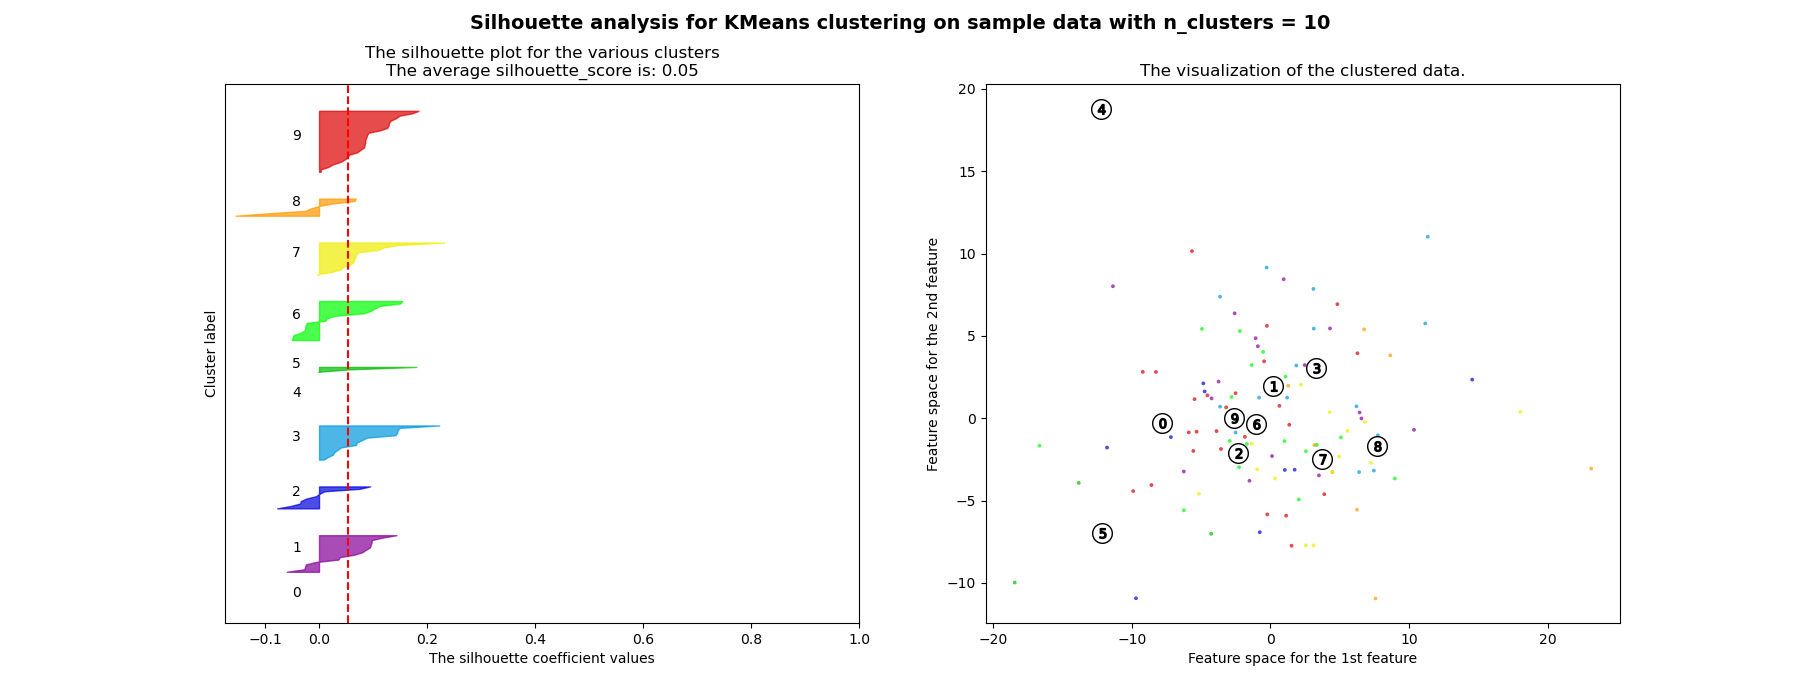 Silhouette analysis for KMeans clustering on sample data with n_clusters = 10
The silhouette plot for the various clusters
The average silhouette_score is: 0.05
9
8
7
6
5
4
3
2
1
0
Cluster label
−0.1 0.0 0.2 0.4 0.6 0.8 1.0
The silhouette coefficient values
The visualization of the clustered data.
20
15
10
5
0
−5
−10
Feature space for the 2nd feature
4
3
1
0
9
6
8
2
7
5
−20 −10 0 10 20
Feature space for the 1st feature